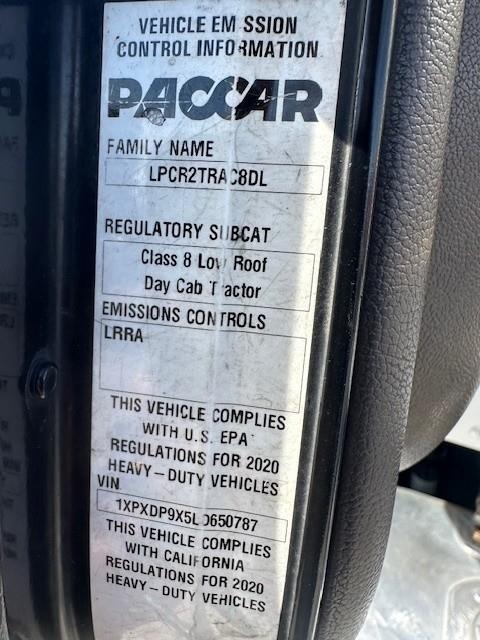 VEHICLE EMISSION
CONTROL INFORMATION
PACCAR
FAMILY NAME
LPCR2TRAC8DL
REGULATORY SUBCAT
Class 8 Low Roof
Day Cab Tractor
EMISSIONS CONTROLS
LRRA
THIS VEHICLE COMPLIES
WITH U.S. EPA
REGULATIONS FOR 2020
HEAVY-DUTY VEHICLES
VIN
1XPXDP9X5LD650787
THIS VEHICLE COMPLIES
WITH CALIFORNIA
REGULATIONS FOR 2020
HEAVY-DUTY VEHICLES